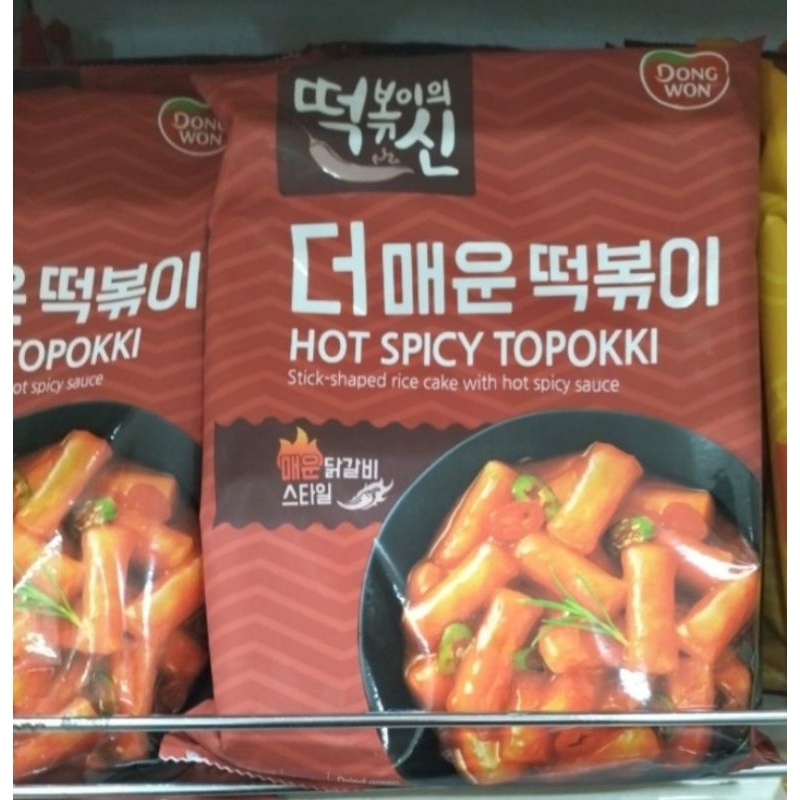 DONG
WON
떡볶이의
신
더 매운 떡볶이
HOT SPICY TOPOKKI
Stick-shaped rice cake with hot spicy sauce
매운 닭갈비
스타일
DONG
WON
떡볶이
TOPOKKI
hot spicy sauce